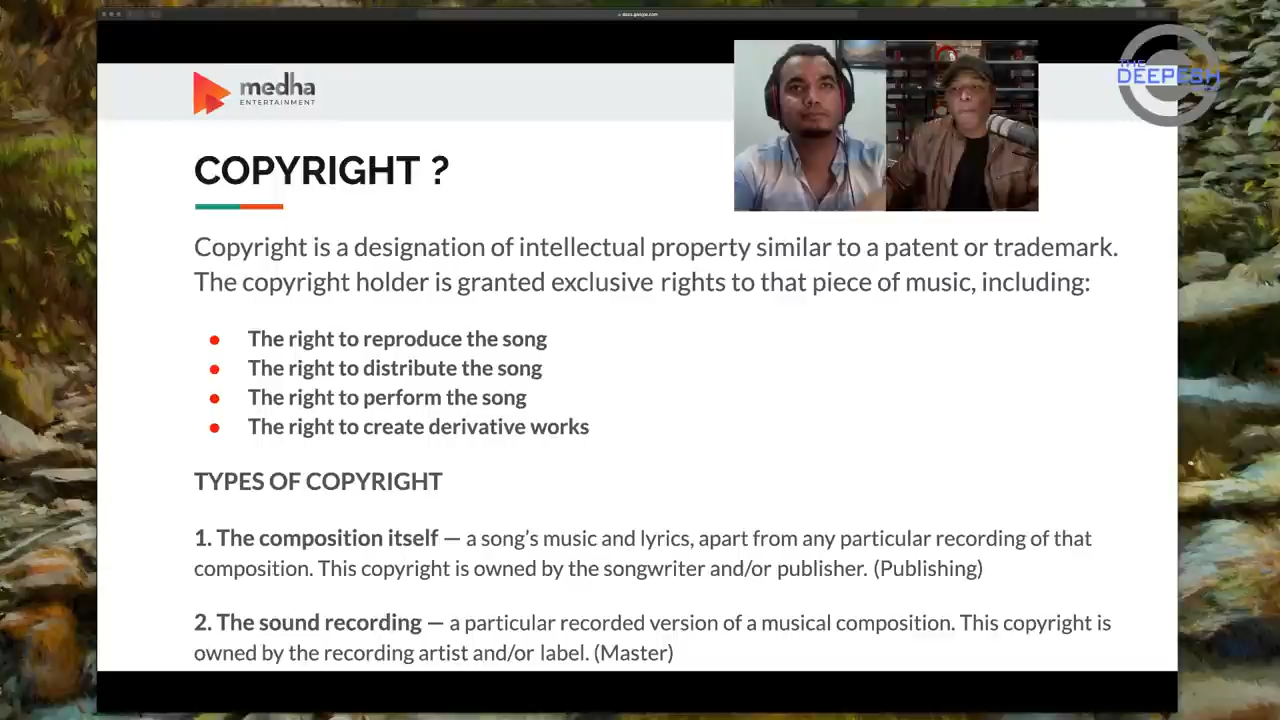 docs.google.com
medha
ENTERTAINMENT
THE
DEEPESH
COPYRIGHT ?
Copyright is a designation of intellectual property similar to a patent or trademark.
The copyright holder is granted exclusive rights to that piece of music, including:
● The right to reproduce the song
● The right to distribute the song
● The right to perform the song
● The right to create derivative works
TYPES OF COPYRIGHT
1. The composition itself — a song’s music and lyrics, apart from any particular recording of that
composition. This copyright is owned by the songwriter and/or publisher. (Publishing)
2. The sound recording — a particular recorded version of a musical composition. This copyright is
owned by the recording artist and/or label. (Master)